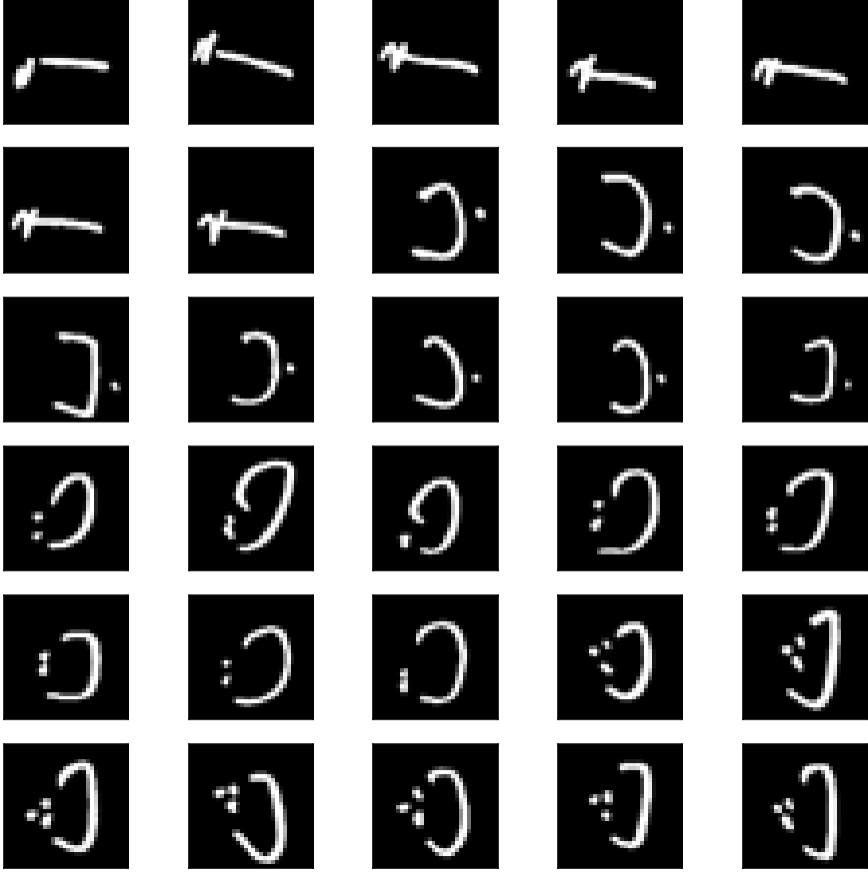 أ أ أ أ أ
أ أ ب ب ب
ب ب ب ب ب
ت ت ت ت ت
ت ت ت ث ث
ث ث ث ث ث